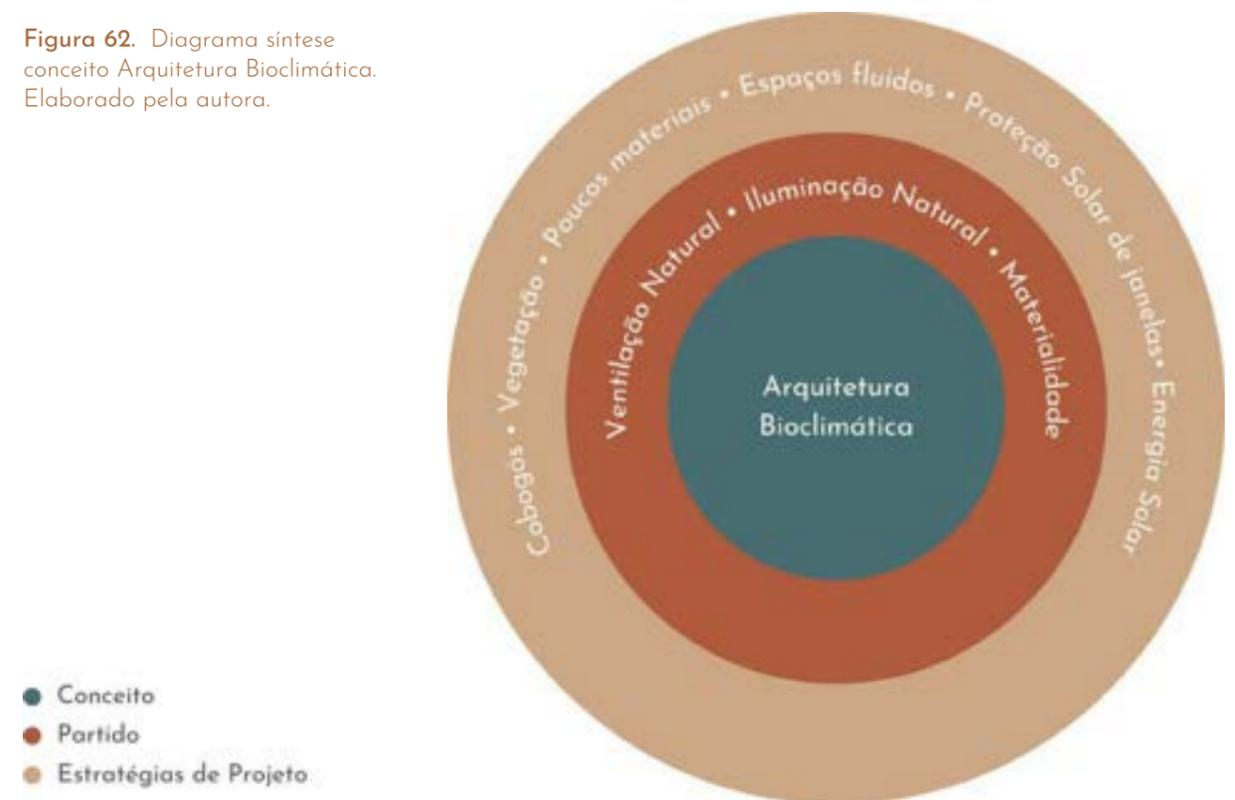 Figura 62. Diagrama síntese
conceito Arquitetura Bioclimática.
Elaborado pela autora.
Cobogós • Vegetação • Poucos materiais • Espaços fluidos • Proteção Solar de janelas• Energia Solar
Ventilação Natural • Iluminação Natural • Materialidade
Arquitetura
Bioclimática
Conceito
Partido
Estratégias de Projeto